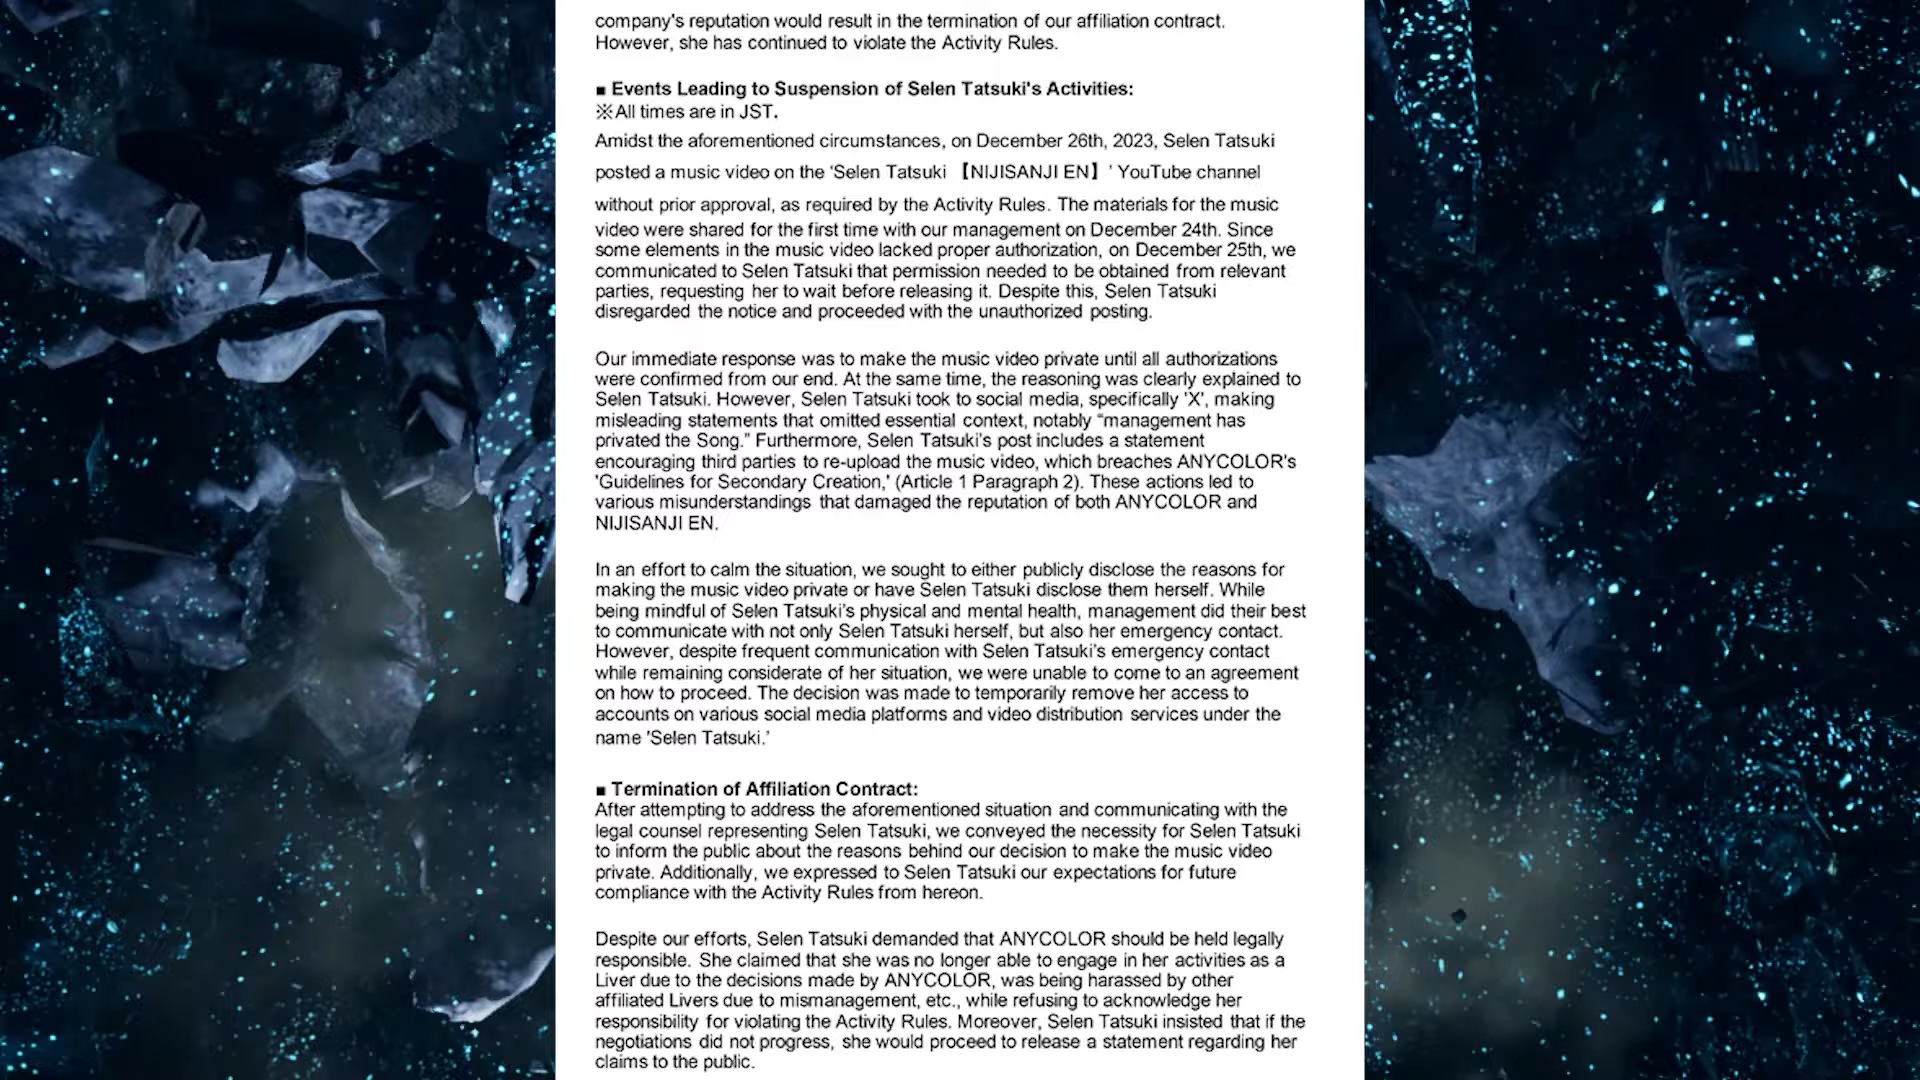 company's reputation would result in the termination of our affiliation contract.
However, she has continued to violate the Activity Rules.
■ Events Leading to Suspension of Selen Tatsuki's Activities:
※All times are in JST.
Amidst the aforementioned circumstances, on December 26th, 2023, Selen Tatsuki
posted a music video on the 'Selen Tatsuki 【NIJISANJI EN】 ' YouTube channel
without prior approval, as required by the Activity Rules. The materials for the music
video were shared for the first time with our management on December 24th. Since
some elements in the music video lacked proper authorization, on December 25th, we
communicated to Selen Tatsuki that permission needed to be obtained from relevant
parties, requesting her to wait before releasing it. Despite this, Selen Tatsuki
disregarded the notice and proceeded with the unauthorized posting.
Our immediate response was to make the music video private until all authorizations
were confirmed from our end. At the same time, the reasoning was clearly explained to
Selen Tatsuki. However, Selen Tatsuki took to social media, specifically 'X', making
misleading statements that omitted essential context, notably “management has
privated the Song.” Furthermore, Selen Tatsuki's post includes a statement
encouraging third parties to re-upload the music video, which breaches ANYCOLOR's
'Guidelines for Secondary Creation,' (Article 1 Paragraph 2). These actions led to
various misunderstandings that damaged the reputation of both ANYCOLOR and
NIJISANJI EN.
In an effort to calm the situation, we sought to either publicly disclose the reasons for
making the music video private or have Selen Tatsuki disclose them herself. While
being mindful of Selen Tatsuki's physical and mental health, management did their best
to communicate with not only Selen Tatsuki herself, but also her emergency contact.
However, despite frequent communication with Selen Tatsuki's emergency contact
while remaining considerate of her situation, we were unable to come to an agreement
on how to proceed. The decision was made to temporarily remove her access to
accounts on various social media platforms and video distribution services under the
name 'Selen Tatsuki.'
■ Termination of Affiliation Contract:
After attempting to address the aforementioned situation and communicating with the
legal counsel representing Selen Tatsuki, we conveyed the necessity for Selen Tatsuki
to inform the public about the reasons behind our decision to make the music video
private. Additionally, we expressed to Selen Tatsuki our expectations for future
compliance with the Activity Rules from hereon.
Despite our efforts, Selen Tatsuki demanded that ANYCOLOR should be held legally
responsible. She claimed that she was no longer able to engage in her activities as a
Liver due to the decisions made by ANYCOLOR, was being harassed by other
affiliated Livers due to mismanagement, etc., while refusing to acknowledge her
responsibility for violating the Activity Rules. Moreover, Selen Tatsuki insisted that if the
negotiations did not progress, she would proceed to release a statement regarding her
claims to the public.